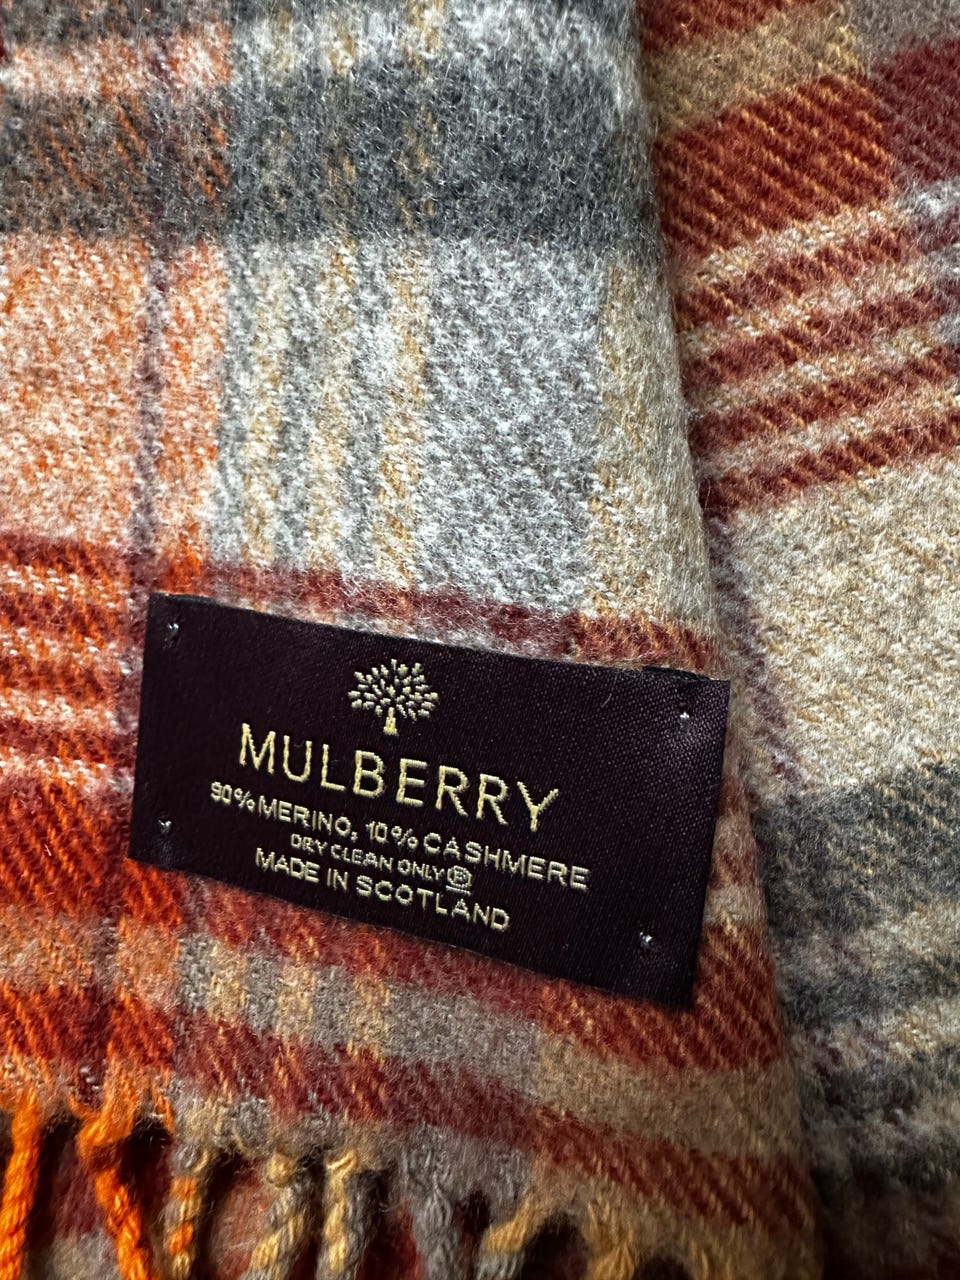 MULBERRY
90% MERINO, 10% CASHMERE
DRY CLEAN ONLY Ⓟ
MADE IN SCOTLAND